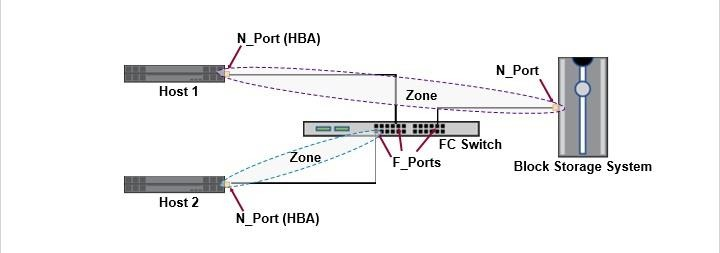 N_Port (HBA)
Host 1
N_Port
Zone
FC Switch
F_Ports
Block Storage System
Zone
Host 2
N_Port (HBA)